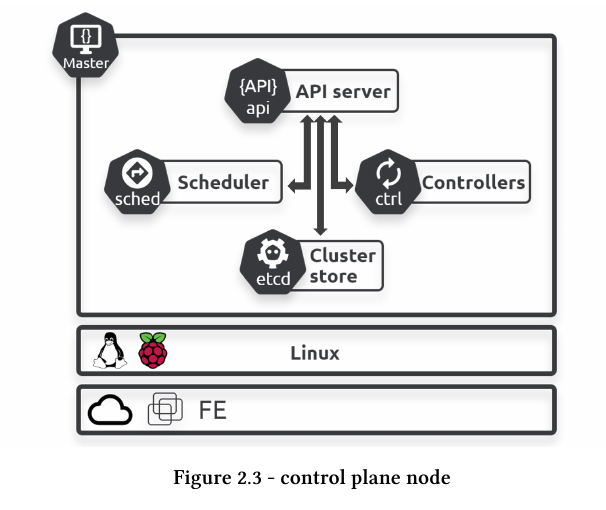 {}
Master
{API}
api
API server
sched
Scheduler
ctrl
Controllers
etcd
Cluster
store
Linux
FE
Figure 2.3 - control plane node